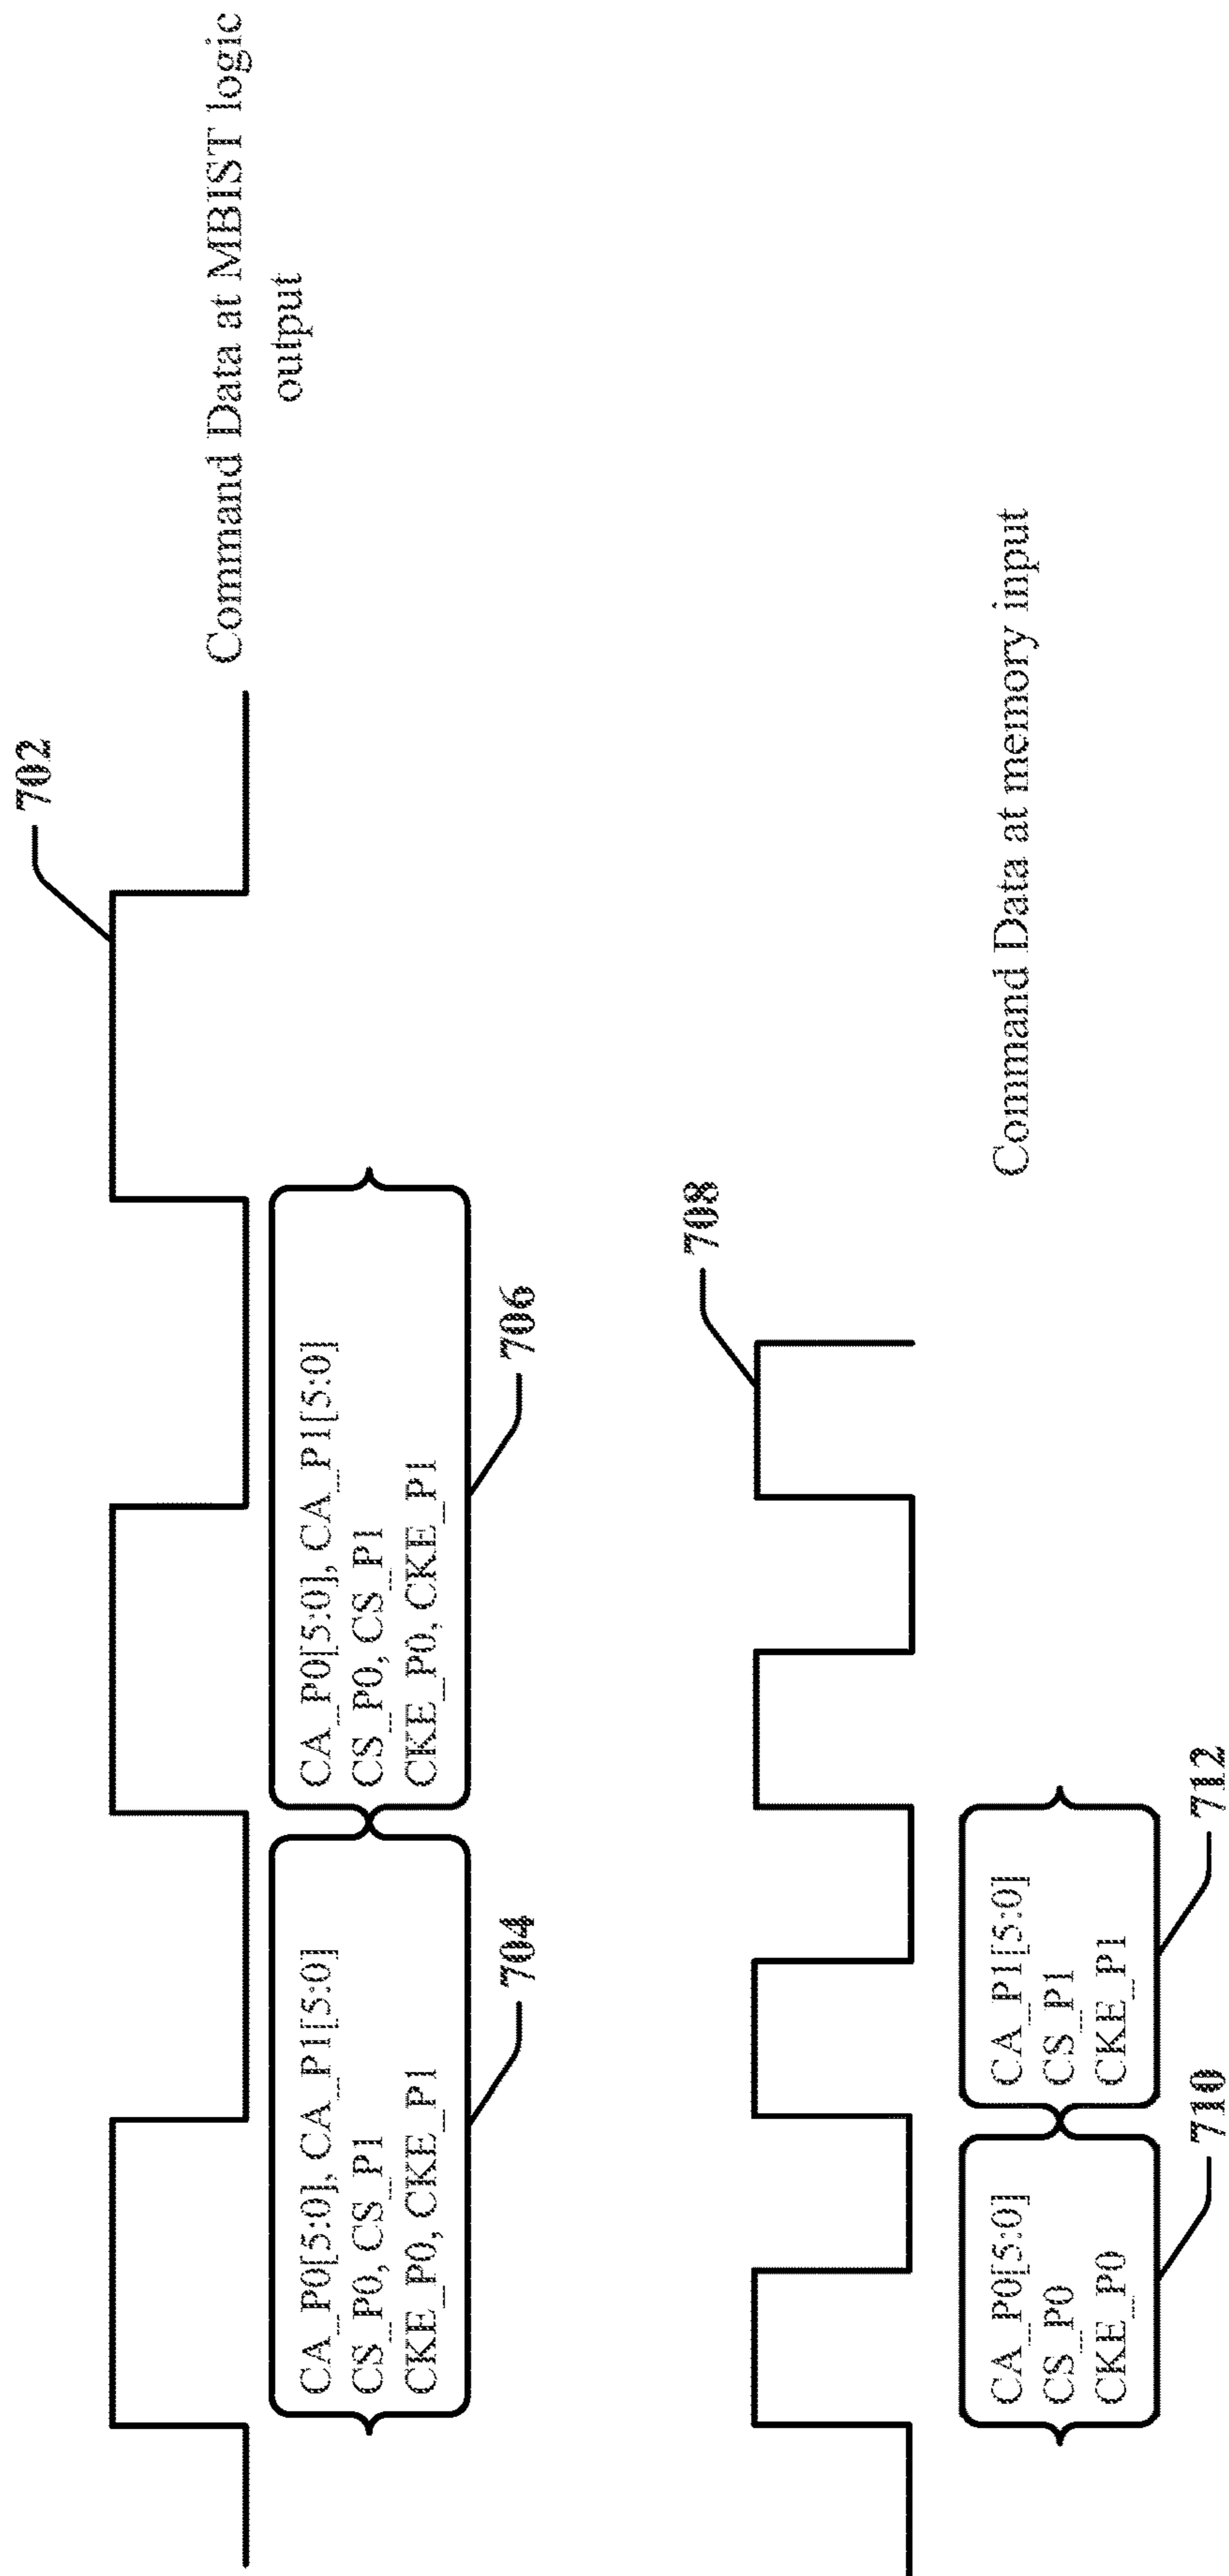 702
Command Data at MBIST logic
output
CA_P0[5:0], CA_P1[5:0]
CS_P0, CS_P1
CKE_P0, CKE_P1
704
CA_P0[5:0], CA_P1[5:0]
CS_P0, CS_P1
CKE_P0, CKE_P1
706
708
Command Data at memory input
CA_P0[5:0]
CS_P0
CKE_P0
710
CA_P1[5:0]
CS_P1
CKE_P1
712